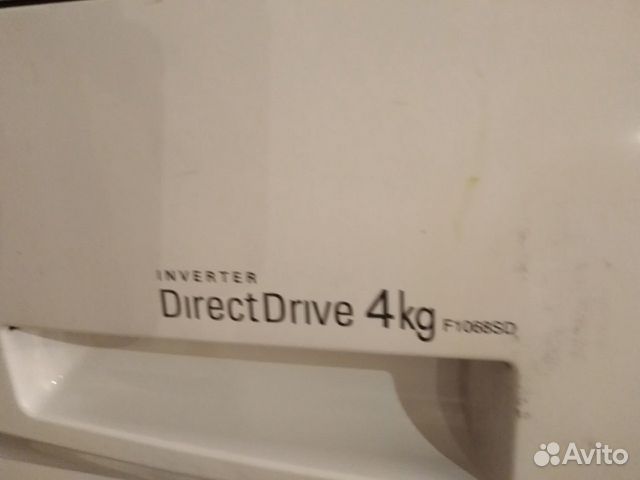 INVERTER
DirectDrive 4kg F1068SD
Avito